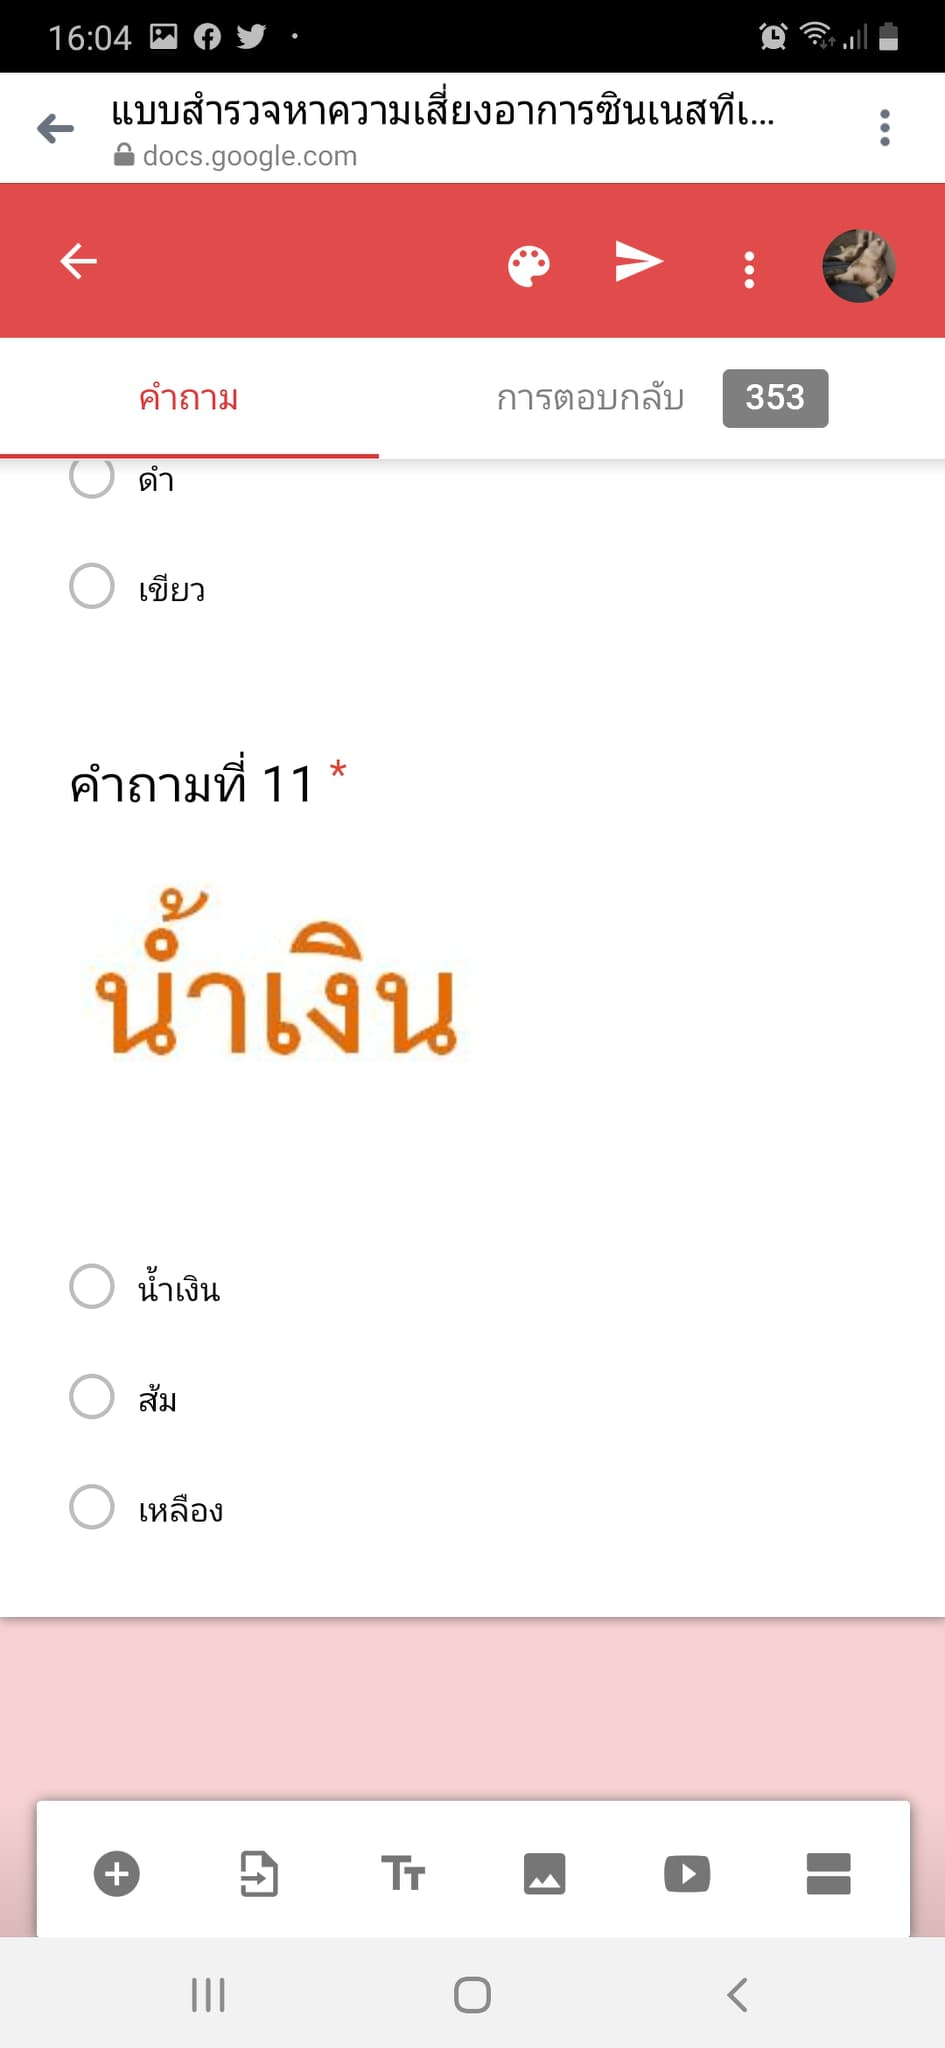 16:04
แบบสำรวจหาความเสี่ยงอาการซินเนสทีเ...
docs.google.com
คำถาม
การตอบกลับ 353
ดำ
เขียว
คำถามที่ 11 *
น้ำเงิน
น้ำเงิน
ส้ม
เหลือง
TT